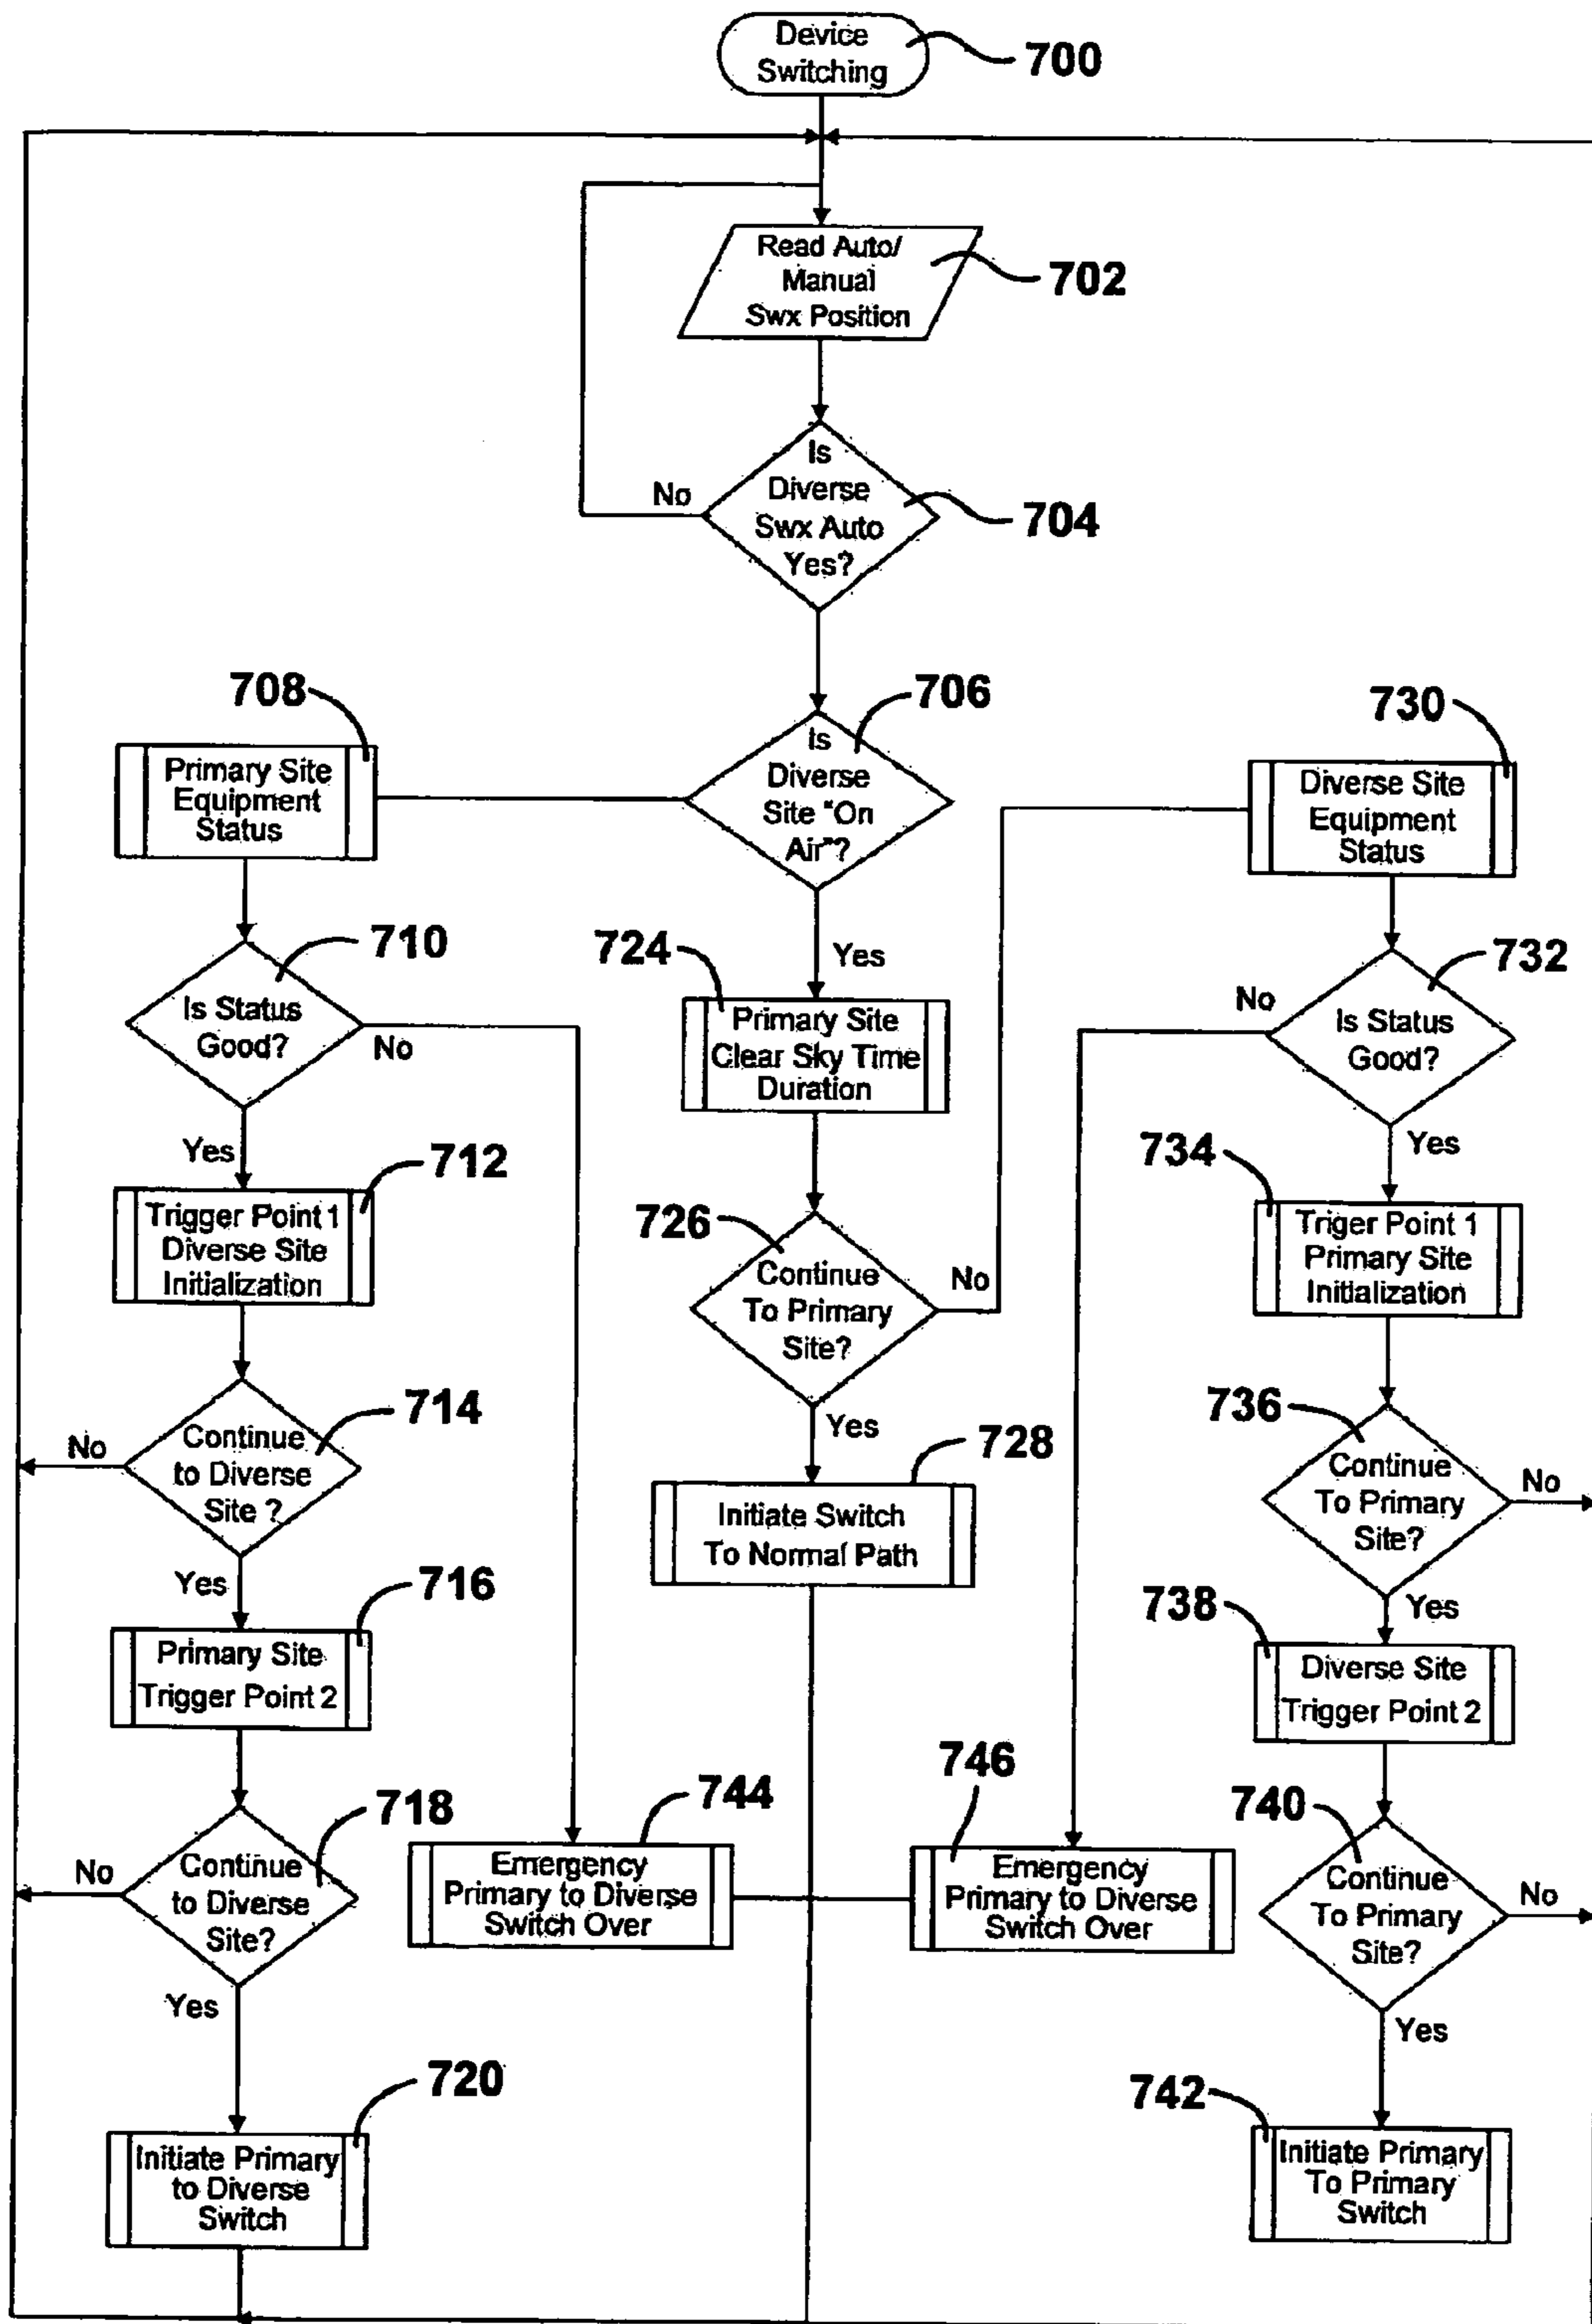 Device
Switching
700
Read Auto/
Manual
Swx Position
702
Is
Diverse
Swx Auto
Yes?
No
704
Is
Diverse
Site "On
Air"?
706
708
Primary Site
Equipment
Status
710
Is Status
Good?
No
Yes
712
Trigger Point 1
Diverse Site
Initialization
714
Continue
to Diverse
Site ?
No
Yes
716
Primary Site
Trigger Point 2
718
Continue
to Diverse
Site?
No
Yes
720
Initiate Primary
to Diverse
Switch
Yes
724
Primary Site
Clear Sky Time
Duration
726
Continue
To Primary
Site?
No
Yes
728
Initiate Switch
To Normal Path
744
Emergency
Primary to Diverse
Switch Over
746
Emergency
Primary to Diverse
Switch Over
730
Diverse Site
Equipment
Status
732
Is Status
Good?
No
Yes
734
Triger Point 1
Primary Site
Initialization
736
Continue
To Primary
Site?
No
Yes
738
Diverse Site
Trigger Point 2
740
Continue
To Primary
Site?
No
Yes
742
Initiate Primary
To Primary
Switch